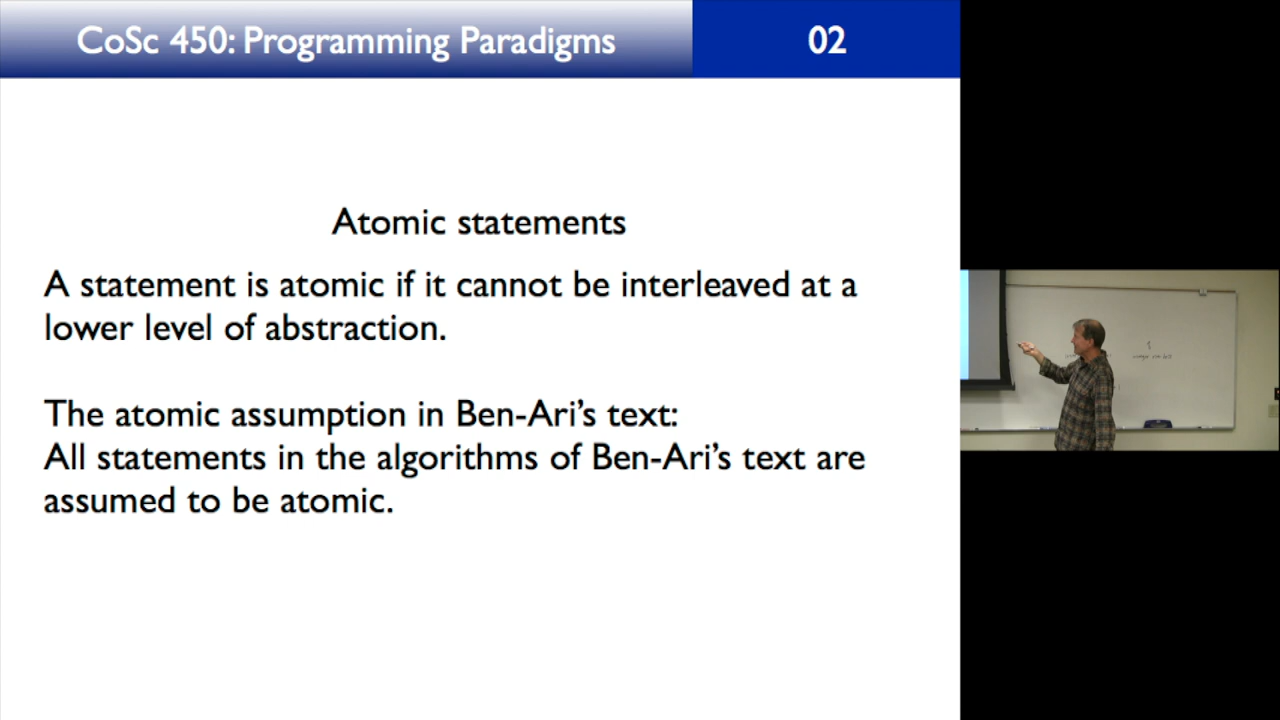 CoSc 450: Programming Paradigms
02
Atomic statements
A statement is atomic if it cannot be interleaved at a
lower level of abstraction.
The atomic assumption in Ben-Ari’s text:
All statements in the algorithms of Ben-Ari’s text are
assumed to be atomic.